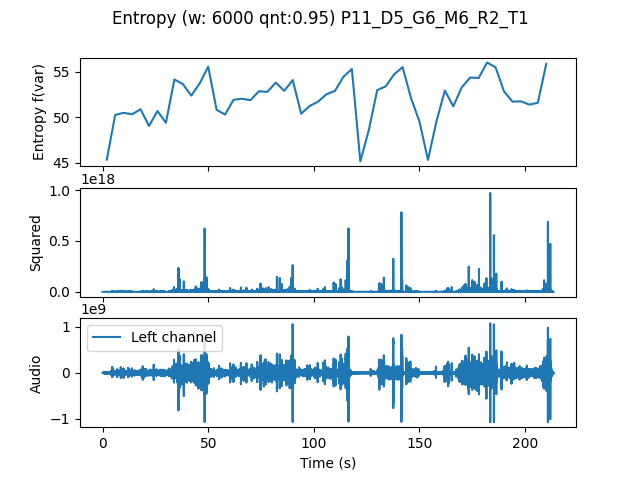 Entropy (w: 6000 qnt:0.95) P11_D5_G6_M6_R2_T1
55
50
45
Entropy f(var)
1e18
1.0
0.5
0.0
Squared
1e9
1
0
−1
Audio
Left channel
0 50 100 150 200
Time (s)